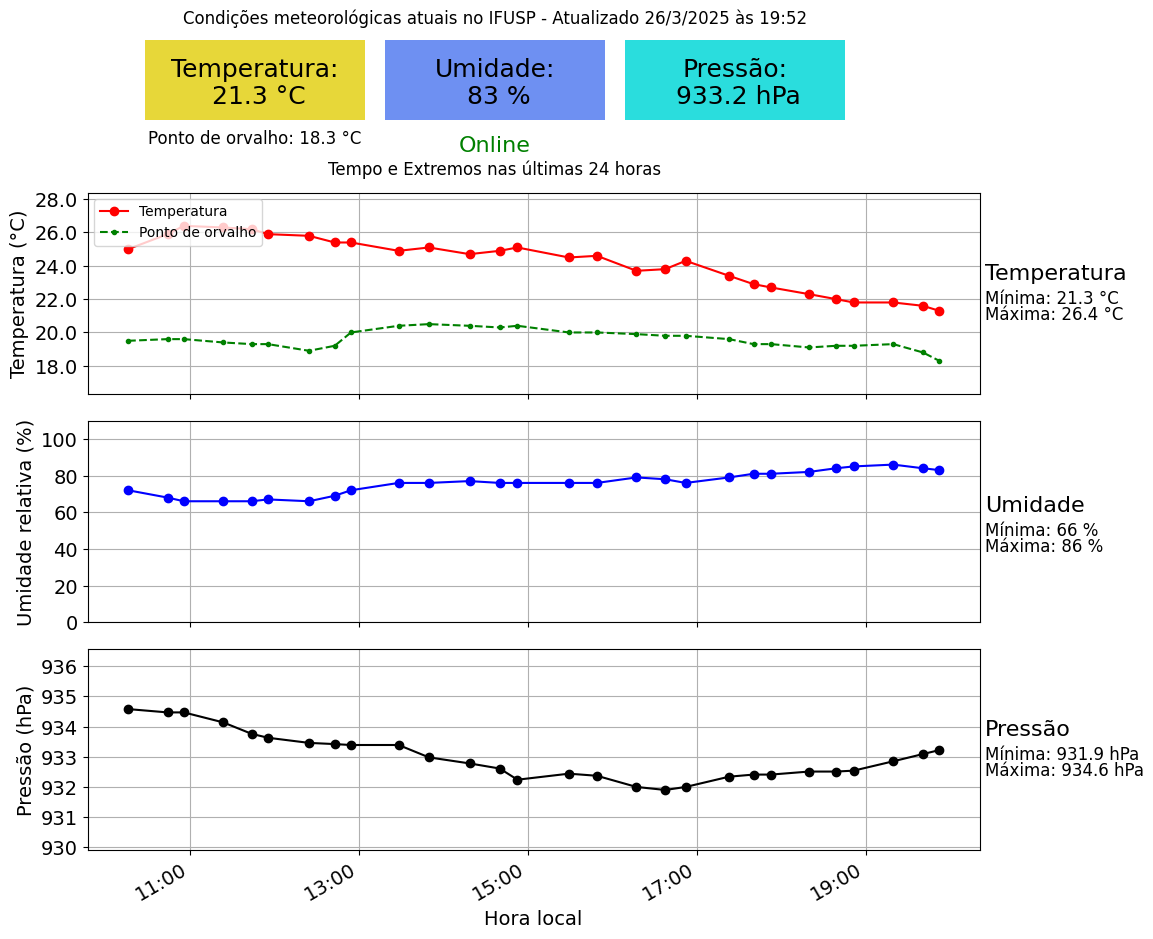 Condições meteorológicas atuais no IFUSP - Atualizado 26/3/2025 às 19:52
Temperatura:
21.3 °C
Umidade:
83 %
Pressão:
933.2 hPa
Ponto de orvalho: 18.3 °C
Online
Tempo e Extremos nas últimas 24 horas
Temperatura (°C)
28.0
26.0
24.0
22.0
20.0
18.0
Temperatura
Ponto de orvalho
Temperatura
Mínima: 21.3 °C
Máxima: 26.4 °C
Umidade relativa (%)
100
80
60
40
20
0
Umidade
Mínima: 66 %
Máxima: 86 %
Pressão (hPa)
936
935
934
933
932
931
930
Pressão
Mínima: 931.9 hPa
Máxima: 934.6 hPa
11:00
13:00
15:00
17:00
19:00
Hora local